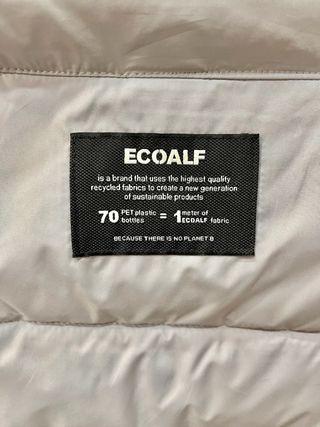 ECOALF
is a brand that uses the highest quality
recycled fabrics to create a new generation
of sustainable products
70 PET plastic bottles = 1 meter of ECOALF fabric
BECAUSE THERE IS NO PLANET B